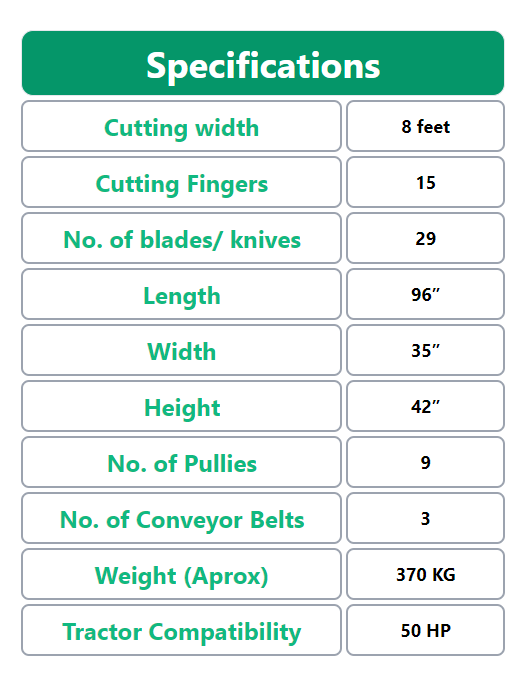 Specifications
Cutting width 8 feet
Cutting Fingers 15
No. of blades/ knives 29
Length 96”
Width 35”
Height 42”
No. of Pullies 9
No. of Conveyor Belts 3
Weight (Aprox) 370 KG
Tractor Compatibility 50 HP